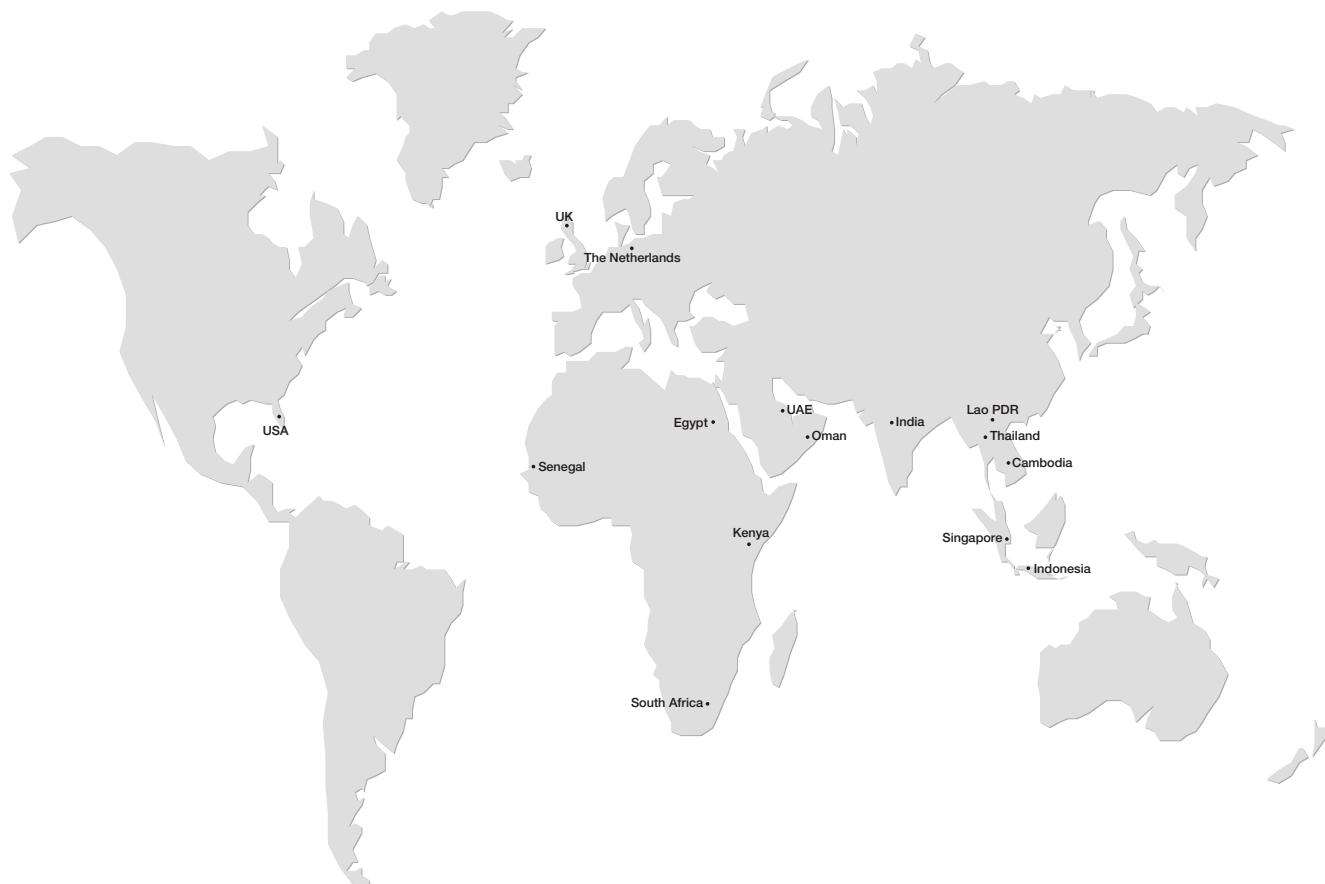 UK
The Netherlands
USA
Egypt
UAE
Oman
India
Lao PDR
Thailand
Cambodia
Senegal
Kenya
Singapore
Indonesia
South Africa